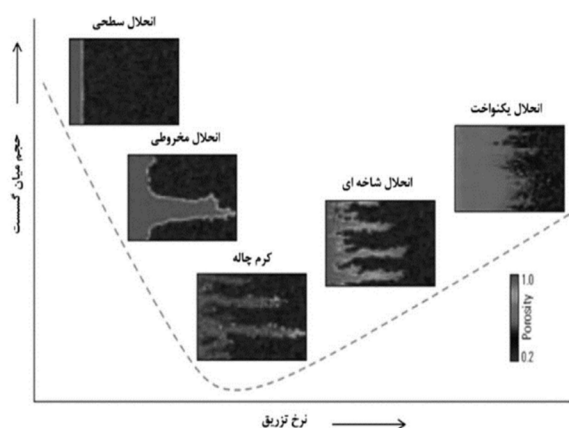 انحلال سطحی
انحلال مخروطی
کرم چاله
انحلال شاخه ای
انحلال یکنواخت
حجم میان گسست
نرخ تزریق
1.0
Porosity
0.2